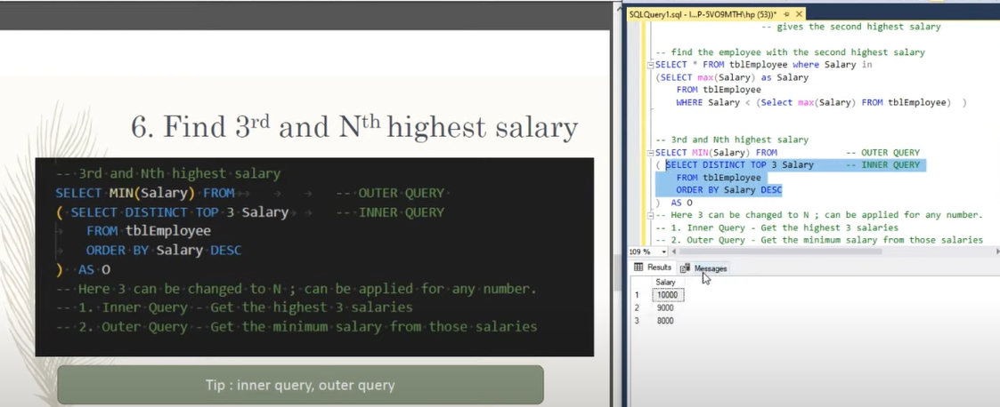 6. Find 3rd and Nth highest salary
-- 3rd and Nth highest salary
SELECT MIN(Salary) FROM -- OUTER QUERY
( SELECT DISTINCT TOP 3 Salary -- INNER QUERY
FROM tblEmployee
ORDER BY Salary DESC
) AS O
-- Here 3 can be changed to N ; can be applied for any number.
-- 1. Inner Query - Get the highest 3 salaries
-- 2. Outer Query - Get the minimum salary from those salaries
Tip : inner query, outer query
SQLQuery1.sql - l...P-5VO9MTH\hp (53))*
-- gives the second highest salary
-- find the employee with the second highest salary
SELECT * FROM tblEmployee where Salary in
(SELECT max(Salary) as Salary
FROM tblEmployee
WHERE Salary < (Select max(Salary) FROM tblEmployee) )
-- 3rd and Nth highest salary
SELECT MIN(Salary) FROM -- OUTER QUERY
( SELECT DISTINCT TOP 3 Salary -- INNER QUERY
FROM tblEmployee
ORDER BY Salary DESC
) AS O
-- Here 3 can be changed to N ; can be applied for any number.
-- 1. Inner Query - Get the highest 3 salaries
-- 2. Outer Query - Get the minimum salary from those salaries
109 %
Results Messages
Salary
1 10000
2 9000
3 8000